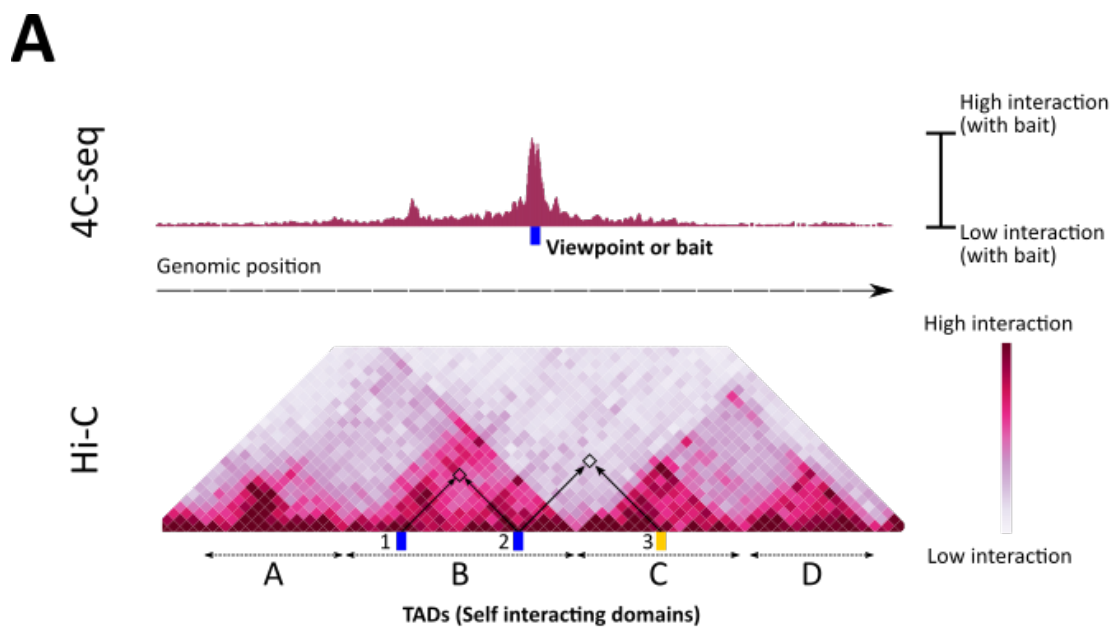 A
4C-seq
High interaction
(with bait)
Low interaction
(with bait)
Viewpoint or bait
Genomic position
Hi-C
High interaction
Low interaction
1
2
3
A
B
C
D
TADs (Self interacting domains)